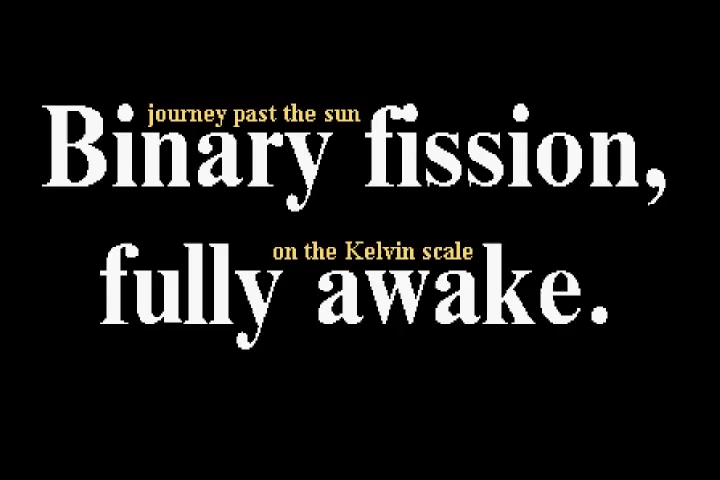 journey past the sun
Binary fission,
on the Kelvin scale
fully awake.